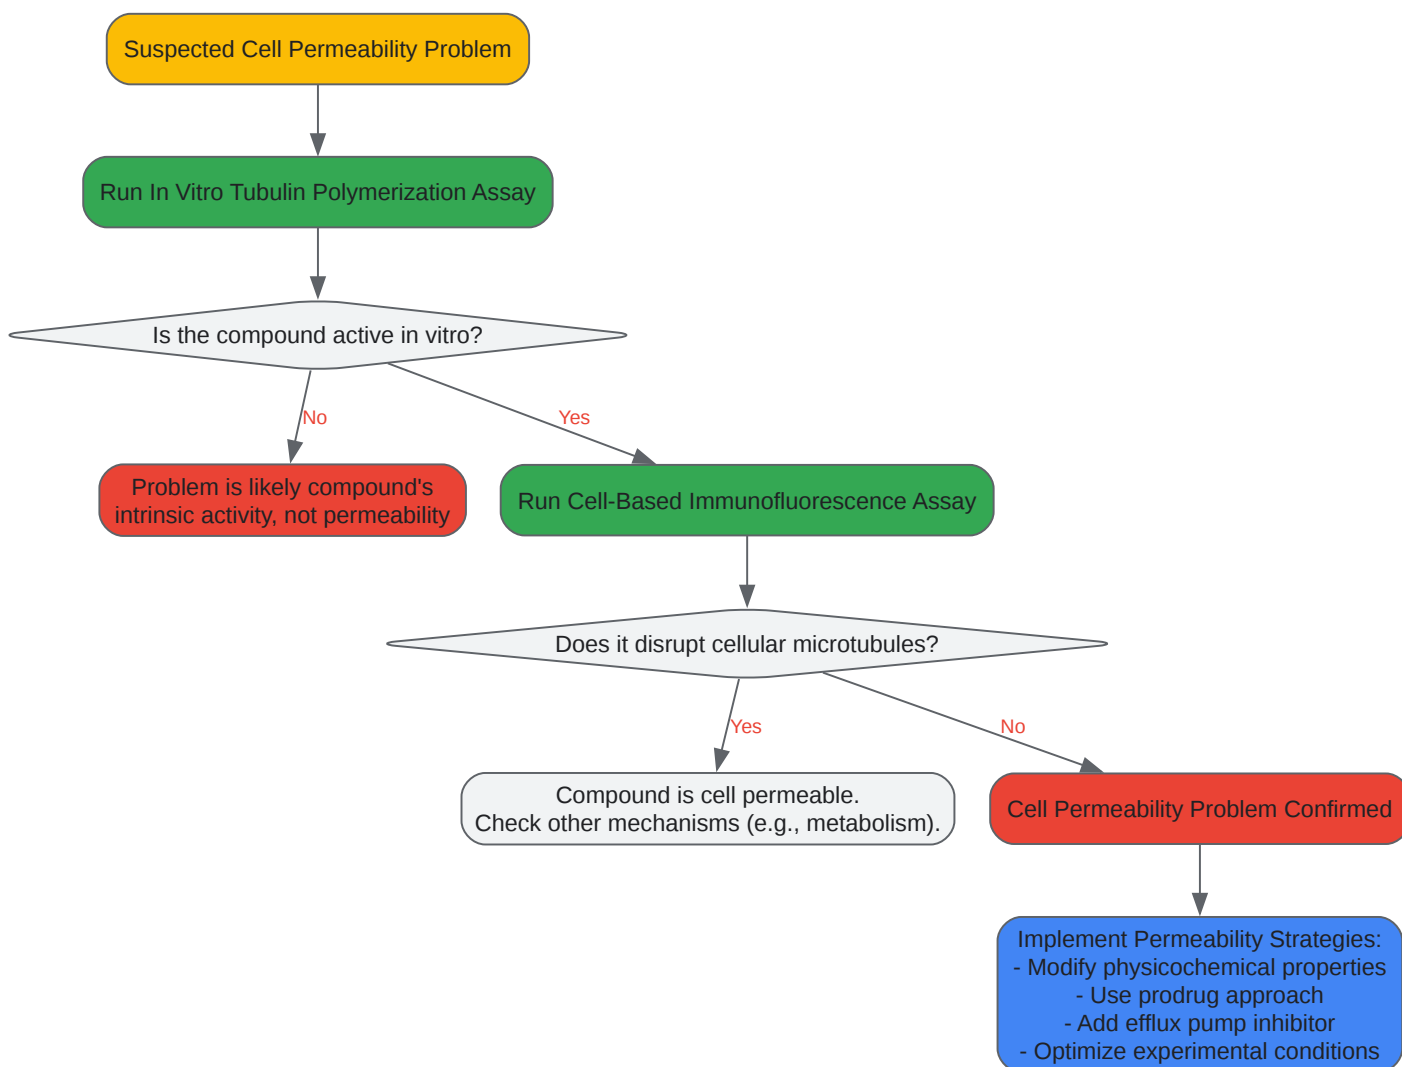 Suspected Cell Permeability Problem
Run In Vitro Tubulin Polymerization Assay
Is the compound active in vitro?
No
Yes
Problem is likely compound's
intrinsic activity, not permeability
Run Cell-Based Immunofluorescence Assay
Does it disrupt cellular microtubules?
Yes
No
Compound is cell permeable.
Check other mechanisms (e.g., metabolism).
Cell Permeability Problem Confirmed
Implement Permeability Strategies:
- Modify physicochemical properties
- Use prodrug approach
- Add efflux pump inhibitor
- Optimize experimental conditions